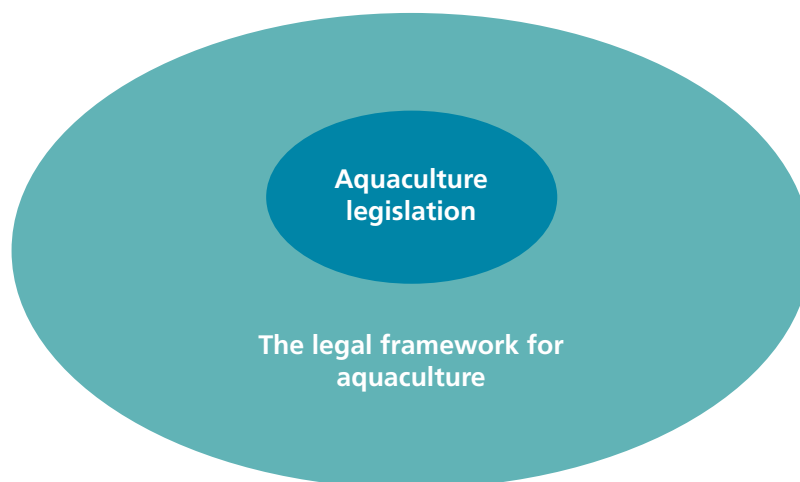 Aquaculture
legislation
The legal framework for
aquaculture